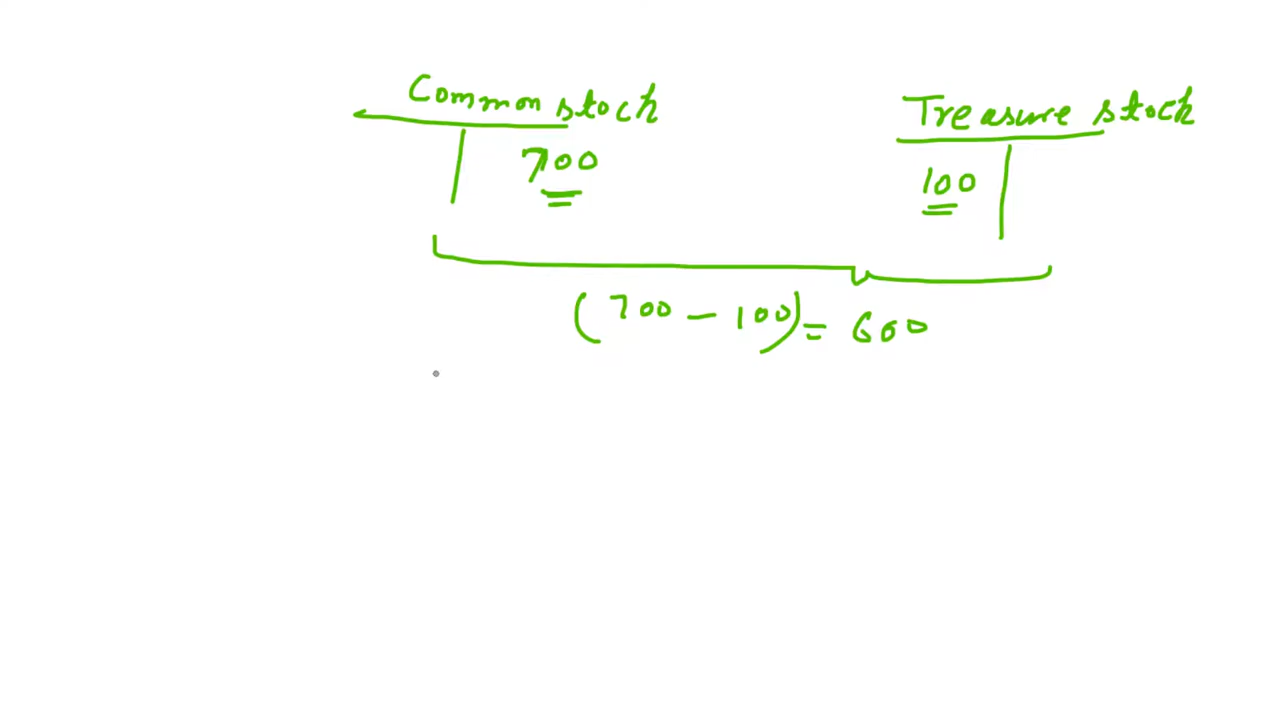 Common stock
Treasure stock
700
100
(700 - 100) = 600